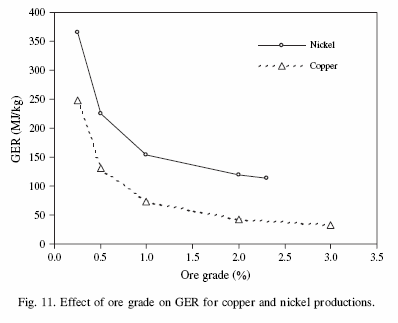 400
350
300
250
200
150
100
50
0
GER (MJ/kg)
Nickel
Copper
0.0 0.5 1.0 1.5 2.0 2.5 3.0 3.5
Ore grade (%)
Fig. 11. Effect of ore grade on GER for copper and nickel productions.